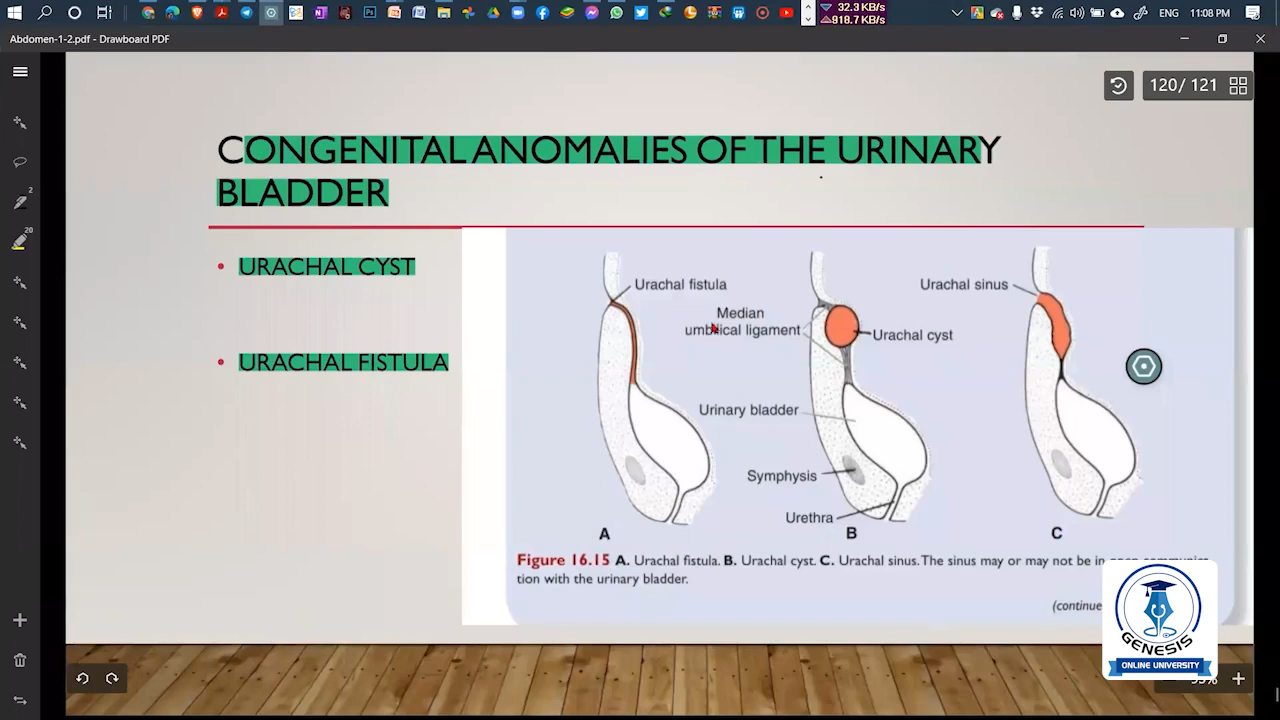 32.3 KB/s
918.7 KB/s
ENG 11:08 PM
Abdomen-1-2.pdf - Drawboard PDF
120/ 121
CONGENITAL ANOMALIES OF THE URINARY
BLADDER
• URACHAL CYST
• URACHAL FISTULA
2
20
Urachal fistula
Median
umbilical ligament
Urachal cyst
Urachal sinus
Urinary bladder
Symphysis
Urethra
A
B
C
Figure 16.15 A. Urachal fistula. B. Urachal cyst. C. Urachal sinus. The sinus may or may not be in
tion with the urinary bladder.
(continue
GENESIS
ONLINE UNIVERSITY